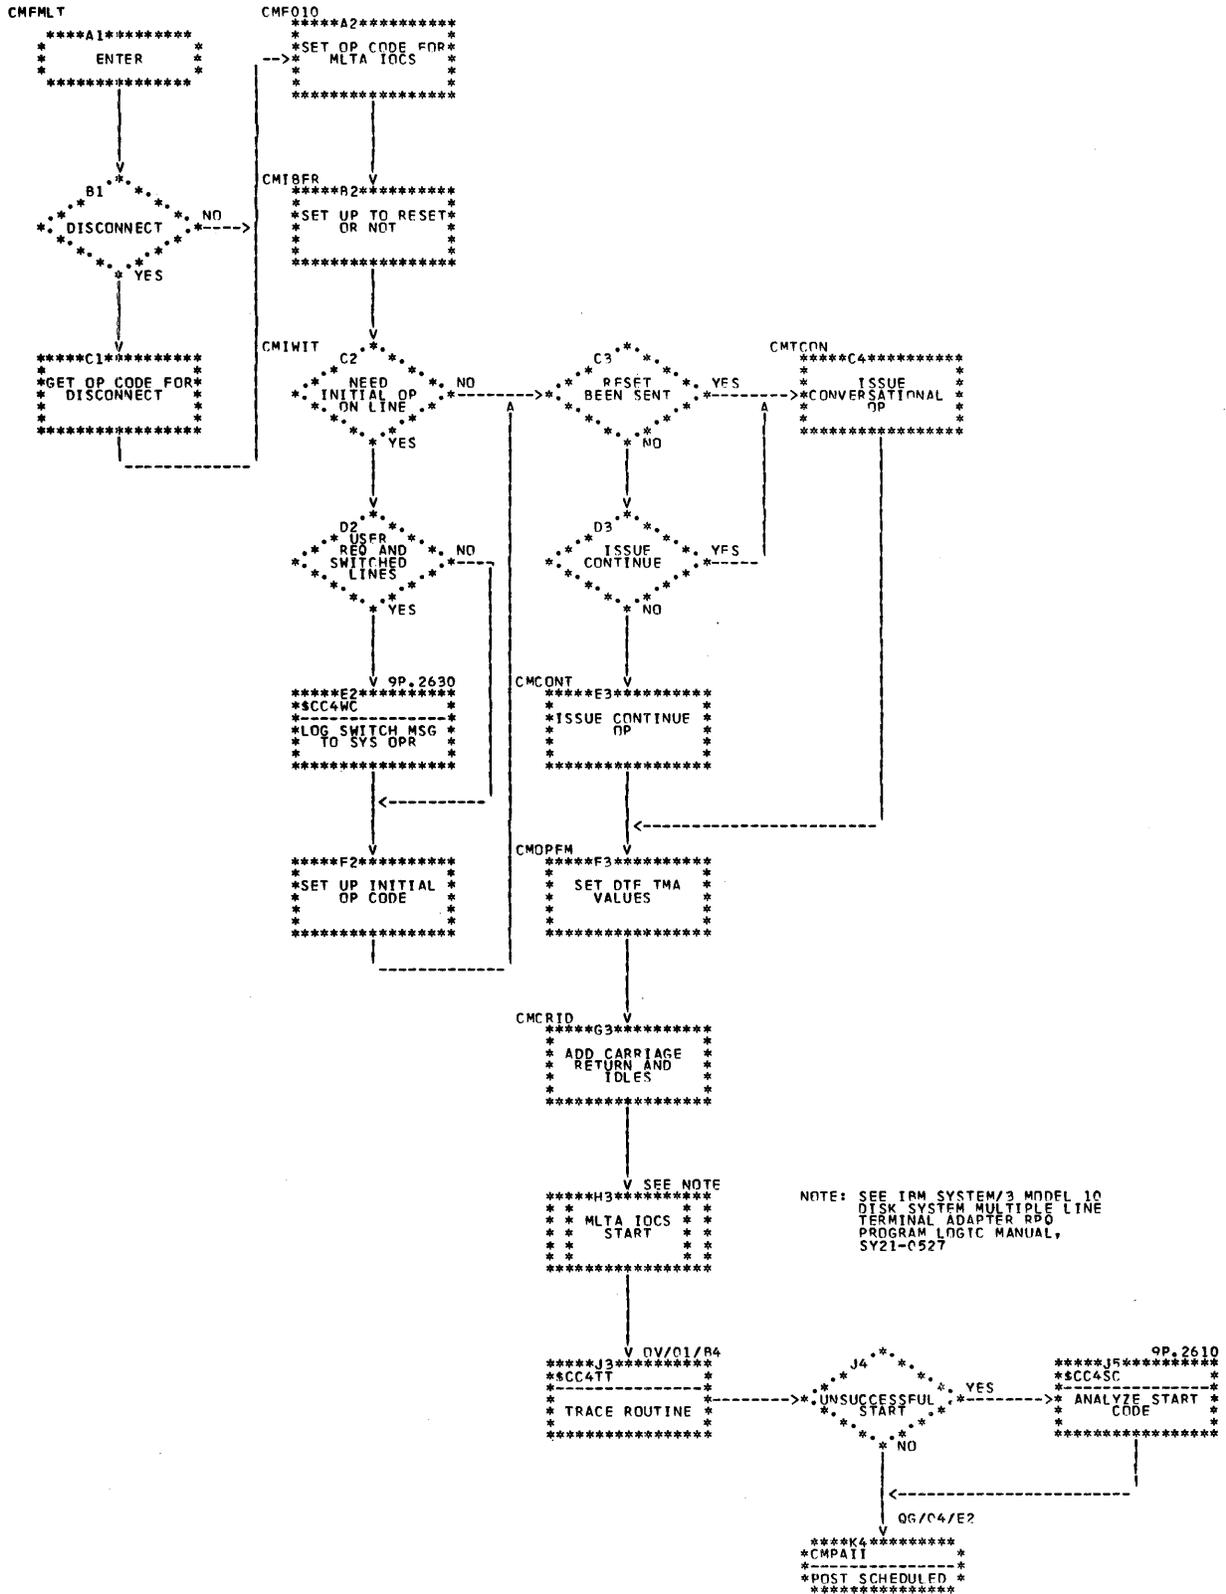 CMFMLT
CMF010
A1
ENTER
A2
SET OP CODE FOR
MLTA IOCS
B1
DISCONNECT
NO
YES
CMIBFR
B2
SET UP TO RESET
OR NOT
C1
GET OP CODE FOR
DISCONNECT
CMIWIT
C2
NEED
INITIAL OP
ON LINE
NO
YES
C3
RESET
BEEN SENT
YES
NO
CMTCON
C4
ISSUE
CONVERSATIONAL
OP
D2
USER
REQ AND
SWITCHED
LINES
NO
YES
D3
ISSUE
CONTINUE
YES
NO
9P.2630
E2
$CC4WC
LOG SWITCH MSG
TO SYS OPR
CMCONT
E3
ISSUE CONTINUE
OP
F2
SET UP INITIAL
OP CODE
CMOPFM
F3
SET DTF TMA
VALUES
CMCRID
G3
ADD CARRIAGE
RETURN AND
IDLES
SEE NOTE
H3
MLTA IOCS
START
NOTE: SEE IBM SYSTEM/3 MODEL 10
DISK SYSTEM MULTIPLE LINE
TERMINAL ADAPTER RPQ
PROGRAM LOGIC MANUAL,
SY21-0527
DV/01/B4
J3
$CC4TT
TRACE ROUTINE
J4
UNSUCCESSFUL
START
YES
NO
9P.2610
J5
$CC4SC
ANALYZE START
CODE
QG/04/E2
K4
CMPAII
POST SCHEDULED